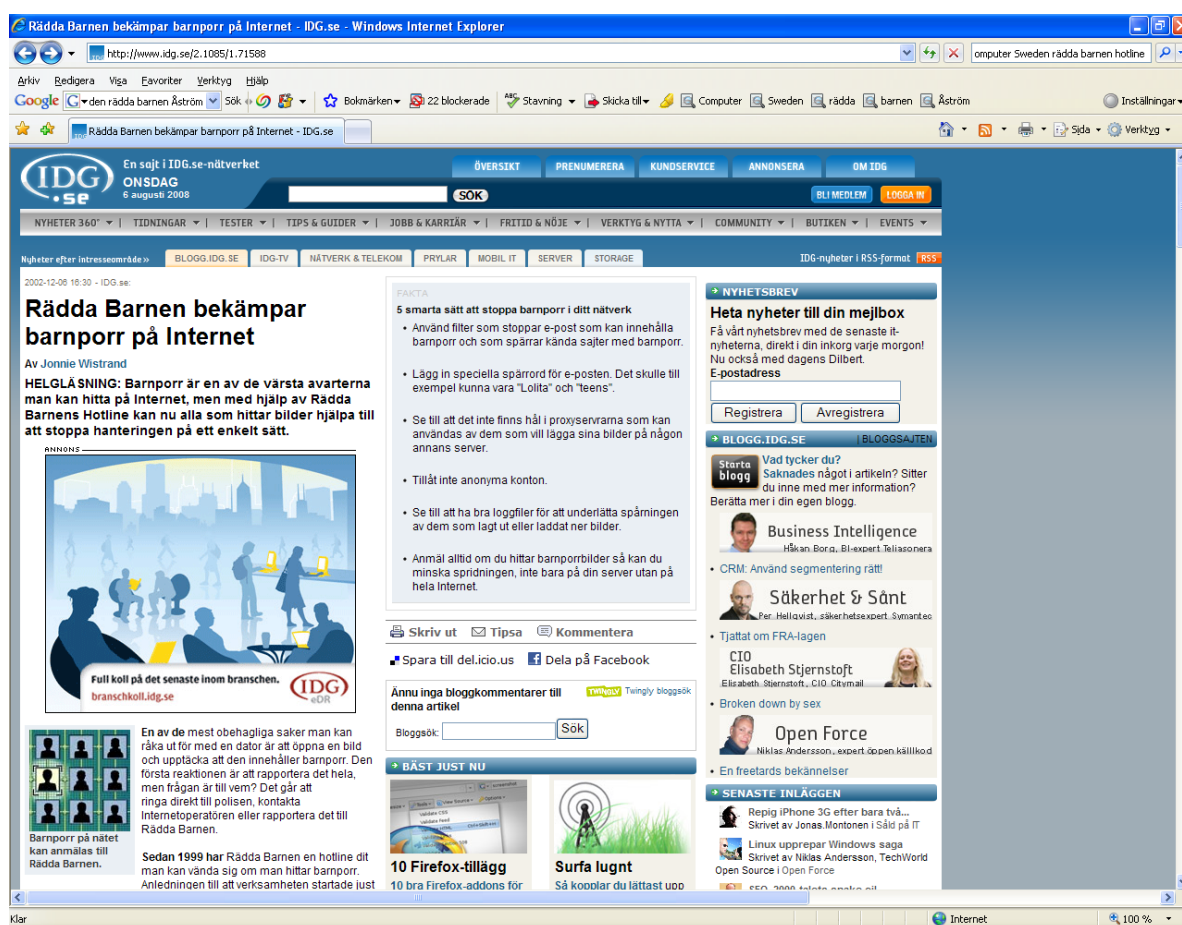 Rädda Barnen bekämpar barnporr på Internet - IDG.se - Windows Internet Explorer
http://www.idg.se/2.1085/1.71588
omputer Sweden rädda barnen hotline
Arkiv Redigera Visa Favoriter Verktyg Hjälp
Google den rädda barnen Åström Sök Bokmärken 22 blockerade Stavning Skicka till Computer Sweden rädda barnen Åström Inställningar
Rädda Barnen bekämpar barnporr på Internet - IDG.se
Sida Verktyg
IDG
.se
En sajt i IDG.se-nätverket
ONSDAG
6 augusti 2008
ÖVERSIKT PRENUMERERA KUNDSERVICE ANNONSERA OM IDG
SÖK
BLI MEDLEM LOGGA IN
NYHETER 360° | TIDNINGAR | TESTER | TIPS & GUIDER | JOBB & KARRIÄR | FRITID & NÖJE | VERKTYG & NYTTA | COMMUNITY | BUTIKEN | EVENTS
Nyheter efter intresseområde »
BLOGG.IDG.SE IDG-TV NÄTVERK & TELEKOM PRYLAR MOBIL IT SERVER STORAGE
IDG-nyheter i RSS-format RSS
2002-12-06 16:30 - IDG.se:
Rädda Barnen bekämpar
barnporr på Internet
Av Jonnie Wistrand
HELGLÄSNING: Barnporr är en av de värsta avarterna
man kan hitta på Internet, men med hjälp av Rädda
Barnens Hotline kan nu alla som hittar bilder hjälpa till
att stoppa hanteringen på ett enkelt sätt.
ANNONS
Full koll på det senaste inom branschen.
branschkoll.idg.se
IDG
eDR
Barnporr på nätet
kan anmälas till
Rädda Barnen.
En av de mest obehagliga saker man kan
råka ut för med en dator är att öppna en bild
och upptäcka att den innehåller barnporr. Den
första reaktionen är att rapportera det hela,
men frågan är till vem? Det går att
ringa direkt till polisen, kontakta
Internetoperatören eller rapportera det till
Rädda Barnen.
Sedan 1999 har Rädda Barnen en hotline dit
man kan vända sig om man hittar barnporr.
Anledningen till att verksamheten startade just
FAKTA
5 smarta sätt att stoppa barnporr i ditt nätverk
• Använd filter som stoppar e-post som kan innehålla
barnporr och som spärrar kända sajter med barnporr.
• Lägg in speciella spärrord för e-posten. Det skulle till
exempel kunna vara "Lolita" och "teens".
• Se till att det inte finns hål i proxyservrarna som kan
användas av dem som vill lägga sina bilder på någon
annans server.
• Tillåt inte anonyma konton.
• Se till att ha bra loggfiler för att underlätta spårningen
av dem som lagt ut eller laddat ner bilder.
• Anmäl alltid om du hittar barnporrbilder så kan du
minska spridningen, inte bara på din server utan på
hela Internet.
Skriv ut Tipsa Kommentera
Spara till del.icio.us Dela på Facebook
Ännu inga bloggkommentarer till
denna artikel
TWINGLY Twingly bloggsök
Bloggsök: Sök
BÄST JUST NU
10 Firefox-tillägg
10 bra Firefox-addons för
Surfa lugnt
Så kopplar du lättast upp
NYHETSBREV
Heta nyheter till din mejlbox
Få vårt nyhetsbrev med de senaste it-
nyheterna, direkt i din inkorg varje morgon!
Nu också med dagens Dilbert.
E-postadress
Registrera Avregistrera
BLOGG.IDG.SE | BLOGGSAJTEN
Starta
blogg
Vad tycker du?
Saknades något i artikeln? Sitter
du inne med mer information?
Berätta mer i din egen blogg.
Business Intelligence
Håkan Borg, BI-expert Teliasonera
• CRM: Använd segmentering rätt!
Säkerhet & Sånt
Per Hellqvist, säkerhetsexpert Symantec
• Tjattat om FRA-lagen
CIO
Elisabeth Stjernstoft
Elisabeth Stjernstoft, CIO Citymail
• Broken down by sex
Open Force
Niklas Andersson, expert öppen källkod
• En freetards bekännelser
SENASTE INLÄGGEN
Repig iPhone 3G efter bara två...
Skrivet av Jonas.Montonen i Såld på IT
Linux upprepar Windows saga
Skrivet av Niklas Andersson, TechWorld
Open Source i Open Force
Klar
Internet
100 %